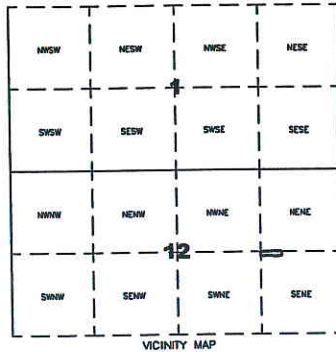 NWSW NESW NWSE NESE
1
SWSW SESW SWSE SESE
NWNW NENW NWNE NENE
12
SWNW SENW SWNE SENE
VICINITY MAP